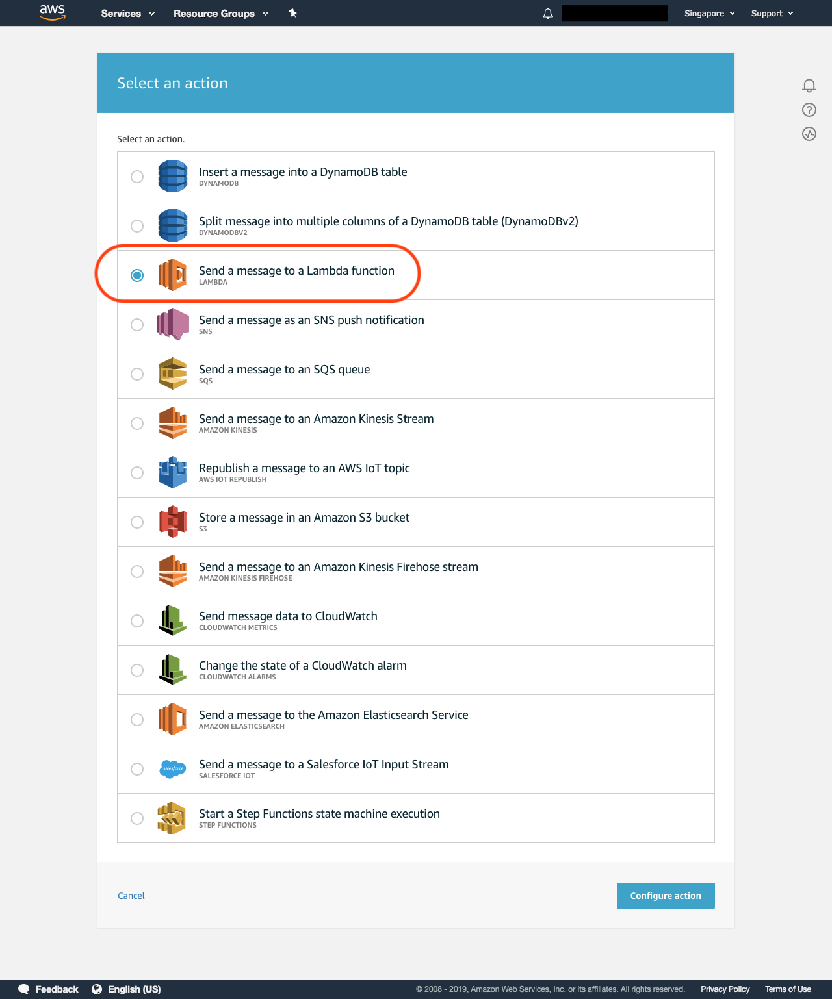 aws Services Resource Groups Singapore Support
Select an action
Select an action.
Insert a message into a DynamoDB table
DYNAMODB
Split message into multiple columns of a DynamoDB table (DynamoDBv2)
DYNAMODBV2
Send a message to a Lambda function
LAMBDA
Send a message as an SNS push notification
SNS
Send a message to an SQS queue
SQS
Send a message to an Amazon Kinesis Stream
AMAZON KINESIS
Republish a message to an AWS IoT topic
AWS IOT REPUBLISH
Store a message in an Amazon S3 bucket
S3
Send a message to an Amazon Kinesis Firehose stream
AMAZON KINESIS FIREHOSE
Send message data to CloudWatch
CLOUDWATCH METRICS
Change the state of a CloudWatch alarm
CLOUDWATCH ALARMS
Send a message to the Amazon Elasticsearch Service
AMAZON ELASTICSEARCH
salesforce
Send a message to a Salesforce IoT Input Stream
SALESFORCE IOT
Start a Step Functions state machine execution
STEP FUNCTIONS
Cancel Configure action
Feedback English (US) © 2008 - 2019, Amazon Web Services, Inc. or its affiliates. All rights reserved. Privacy Policy Terms of Use